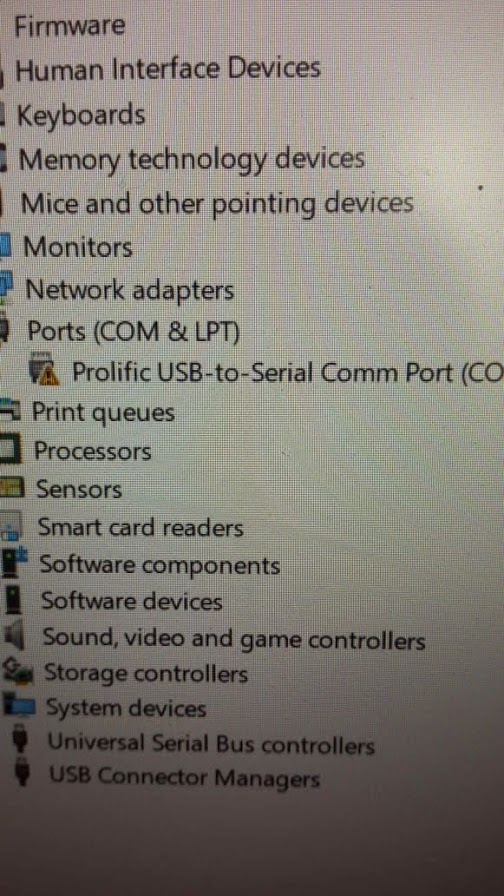 Firmware
Human Interface Devices
Keyboards
Memory technology devices
Mice and other pointing devices
Monitors
Network adapters
Ports (COM & LPT)
Prolific USB-to-Serial Comm Port (CO
Print queues
Processors
Sensors
Smart card readers
Software components
Software devices
Sound, video and game controllers
Storage controllers
System devices
Universal Serial Bus controllers
USB Connector Managers